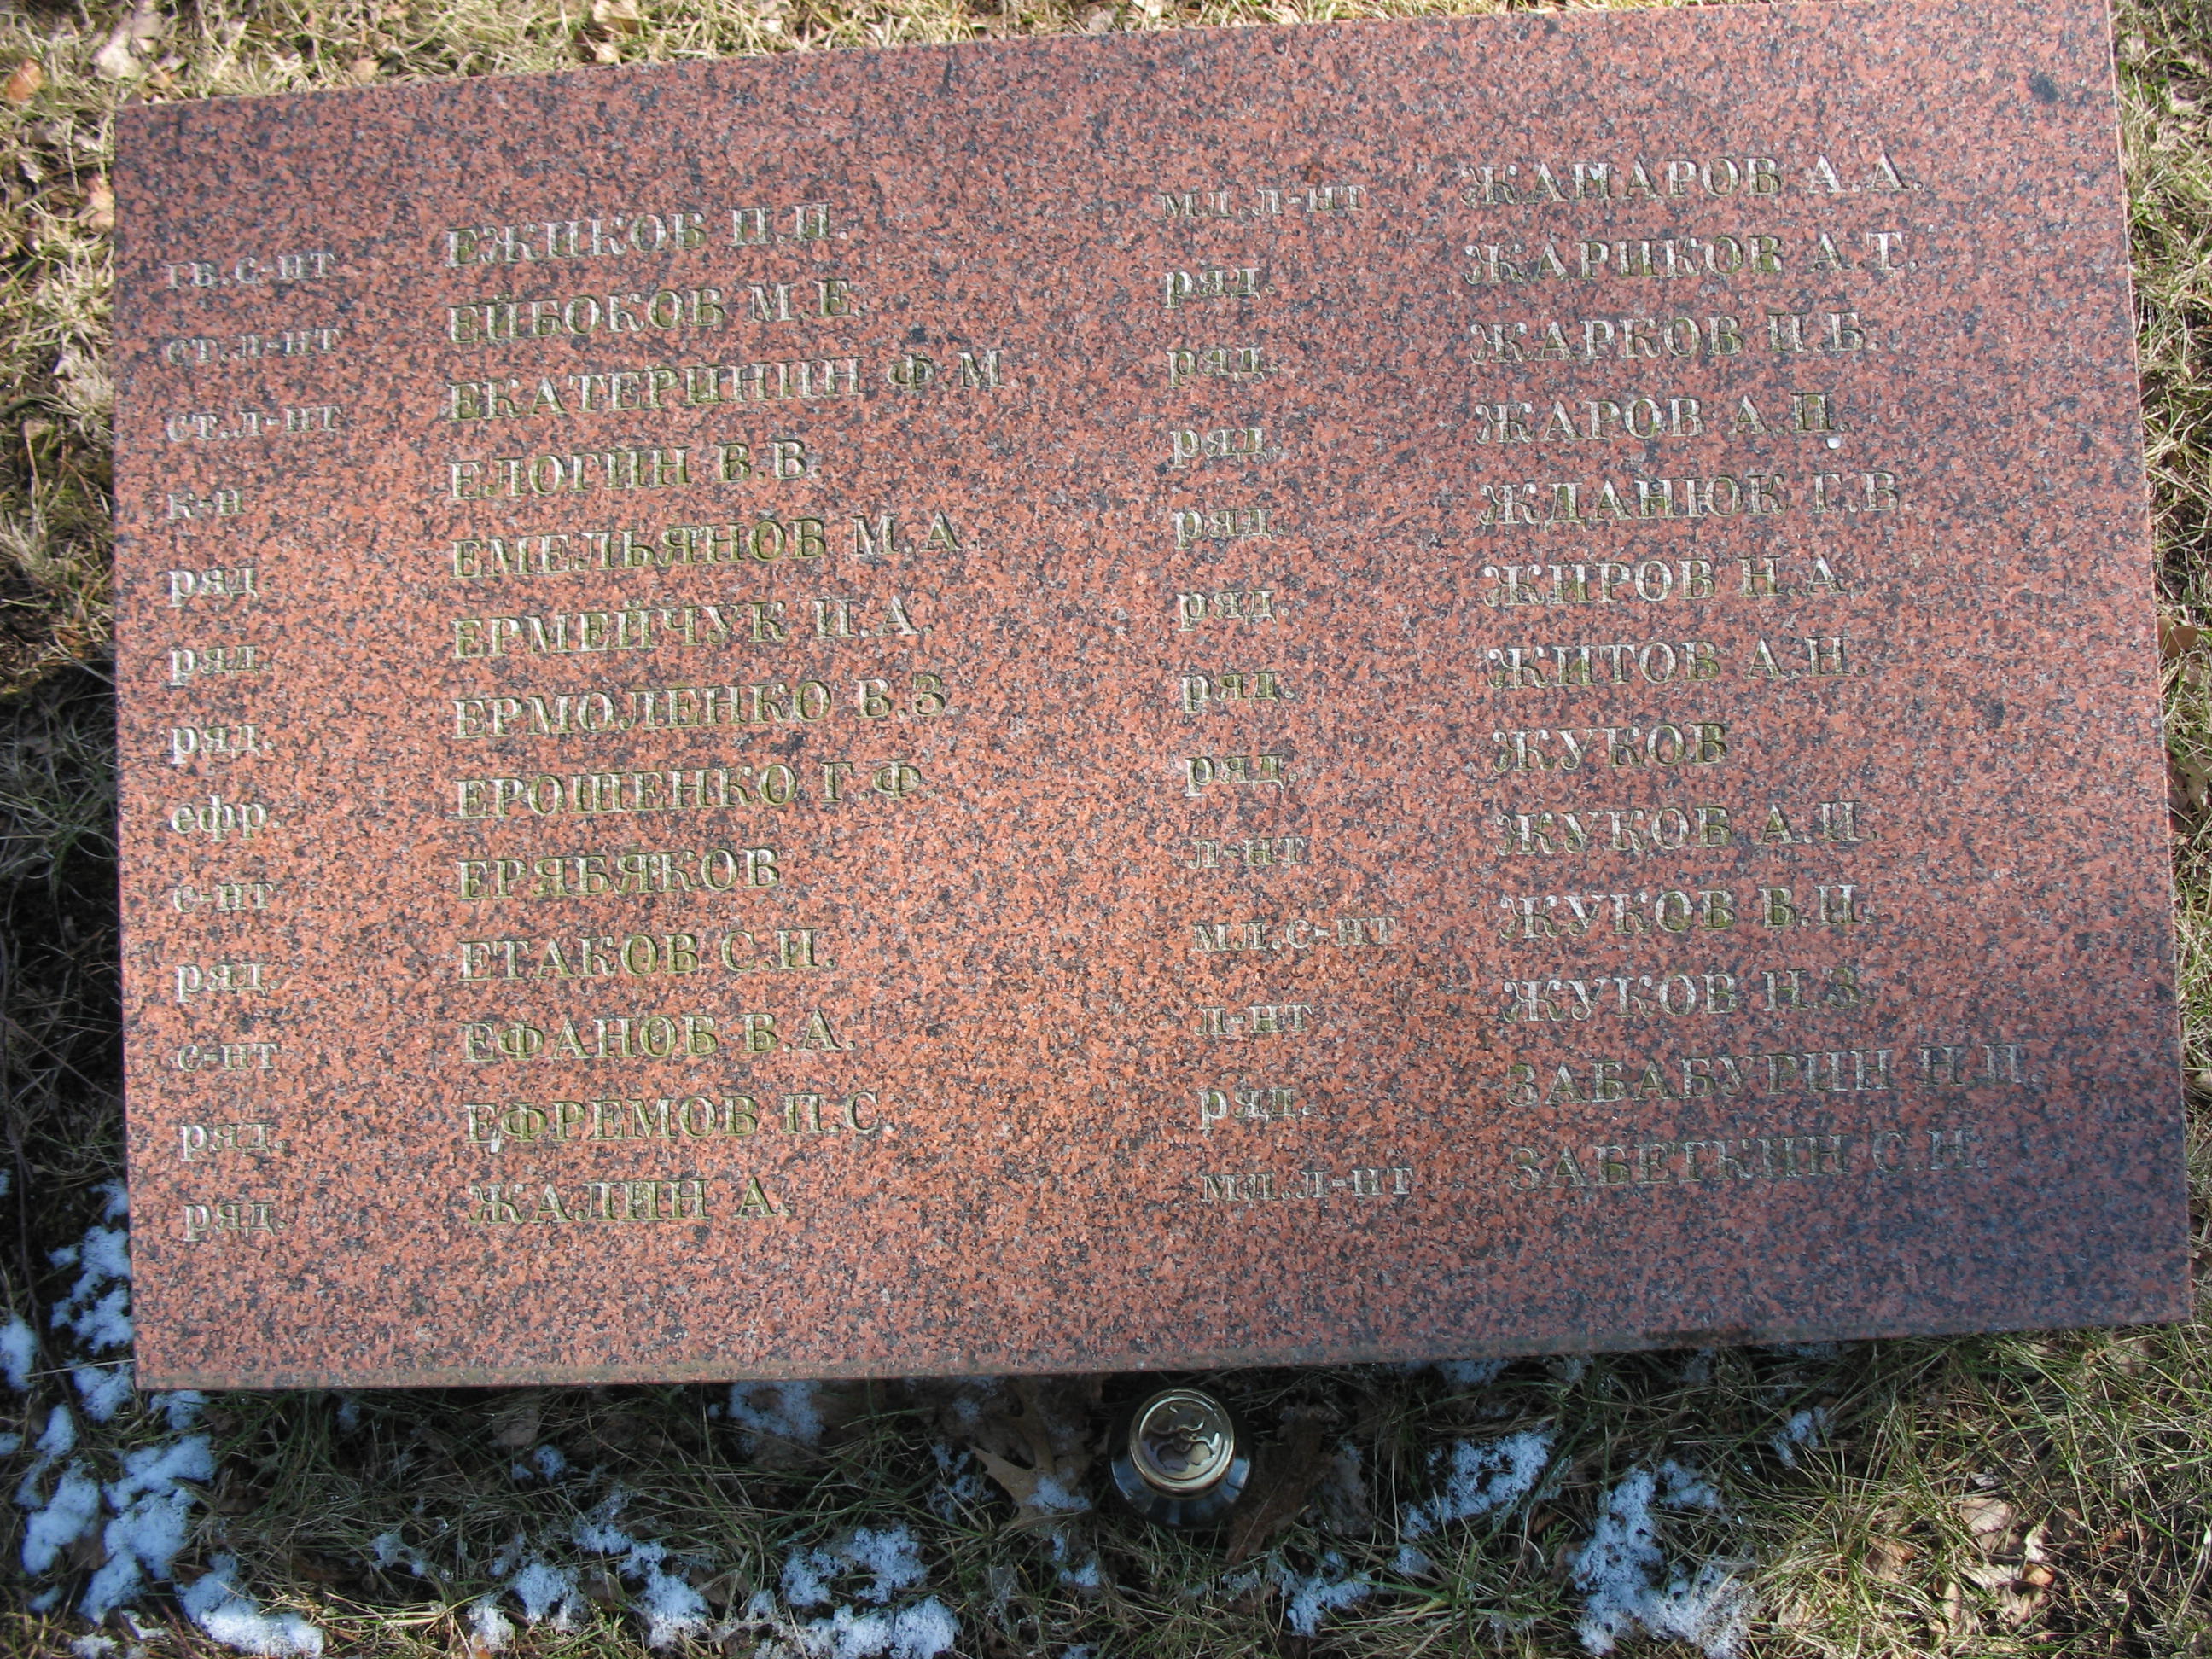 гв.с-нт ЕЖИКОВ П.И.
ст.л-нт ЕЙБОКОВ М.Е.
ст.л-нт ЕКАТЕРИНИН Ф.М.
к-н ЕЛОГИН В.В.
ряд. ЕМЕЛЬЯНОВ М.А.
ряд. ЕРМЕЙЧУК И.А.
ряд. ЕРМОЛЕНКО В.З.
ефр. ЕРОШЕНКО Г.Ф.
с-нт ЕРЯБЯКОВ
ряд. ЕТАКОВ С.И.
с-нт ЕФАНОВ В.А.
ряд. ЕФРЕМОВ П.С.
ряд. ЖАЛИН А.
мл.л-нт ЖАНАРОВ А.А.
ряд. ЖАРИКОВ А.Т.
ряд. ЖАРКОВ И.Б.
ряд. ЖАРОВ А.П.
ряд. ЖДАНЮК Г.В.
ряд. ЖИРОВ Н.А.
ряд. ЖИТОВ А.Н.
ряд. ЖУКОВ
л-нт ЖУКОВ А.И.
мл.с-нт ЖУКОВ В.И.
л-нт ЖУКОВ Н.З.
ряд. ЗАБАБУРИН Н.П.
мл.л-нт ЗАБЕТКИН С.И.